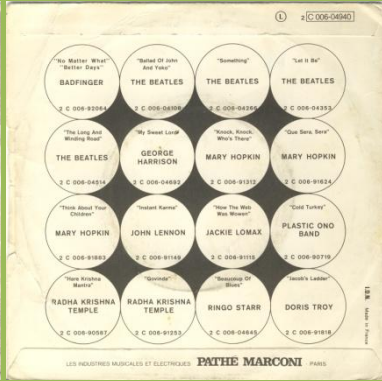 L 2 C 006-04940
"No Matter What"
"Better Days"
BADFINGER
2 C 006-92064
"Ballad Of John
And Yoko"
THE BEATLES
2 C 006-04108
"Something"
THE BEATLES
2 C 006-04266
"Let It Be"
THE BEATLES
2 C 006-04353
"The Long And
Winding Road"
THE BEATLES
2 C 006-04514
"My Sweet Lord"
GEORGE
HARRISON
2 C 006-04692
"Knock, Knock,
Who's There"
MARY HOPKIN
2 C 006-91312
"Que Sera, Sera"
MARY HOPKIN
2 C 006-91624
"Think About Your
Children"
MARY HOPKIN
2 C 006-91883
"Instant Karma"
JOHN LENNON
2 C 006-91149
"How The Web
Was Wowen"
JACKIE LOMAX
2 C 006-91115
"Cold Turkey"
PLASTIC ONO
BAND
2 C 006-90719
"Hare Krishna
Mantra"
RADHA KRISHNA
TEMPLE
2 C 006-90587
"Govinda"
RADHA KRISHNA
TEMPLE
2 C 006-91253
"Beaucoup Of
Blues"
RINGO STARR
2 C 006-04645
"Jacob's Ladder"
DORIS TROY
2 C 006-91818
I.D.N. Made in France
LES INDUSTRIES MUSICALES ET ELECTRIQUES PATHE MARCONI PARIS